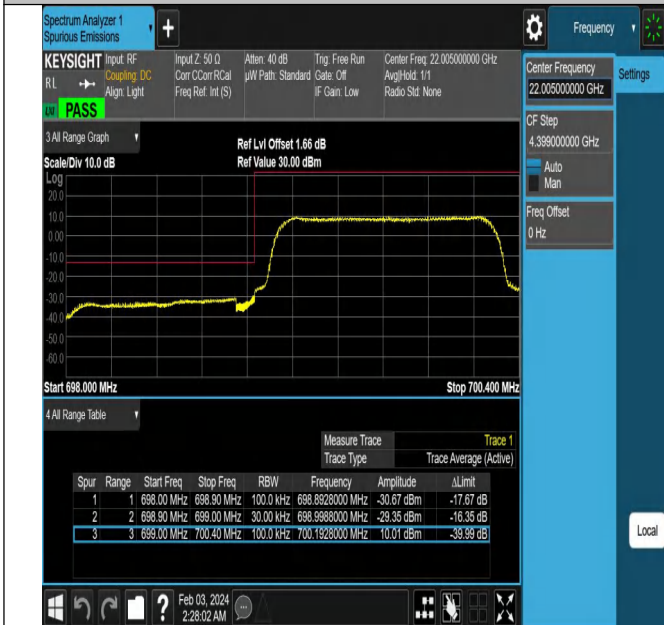 Spectrum Analyzer 1
Spurious Emissions
Frequency
KEYSIGHT Input: RF Input Z: 50 Ω Atten: 40 dB Trig: Free Run Center Freq: 22.005000000 GHz
RL Coupling: DC Corr CCorr RCal µW Path: Standard Gate: Off Avg|Hold: 1/1
Align: Light Freq Ref: Int (S) IF Gain: Low Radio Std: None
LXI PASS
Center Frequency
22.005000000 GHz
Settings
CF Step
4.399000000 GHz
Auto
Man
Freq Offset
0 Hz
3 All Range Graph
Ref Lvl Offset 1.66 dB
Scale/Div 10.0 dB Ref Value 30.00 dBm
Log
20.0
10.0
0.00
-10.0
-20.0
-30.0
-40.0
-50.0
-60.0
Start 698.000 MHz Stop 700.400 MHz
4 All Range Table
Measure Trace Trace 1
Trace Type Trace Average (Active)
Spur Range Start Freq Stop Freq RBW Frequency Amplitude ΔLimit
1 1 698.00 MHz 698.90 MHz 100.0 kHz 698.8928000 MHz -30.67 dBm -17.67 dB
2 2 698.90 MHz 699.00 MHz 30.00 kHz 698.9988000 MHz -29.35 dBm -16.35 dB
3 3 699.00 MHz 700.40 MHz 100.0 kHz 700.1928000 MHz 10.01 dBm -39.99 dB
Local
Feb 03, 2024
2:28:02 AM